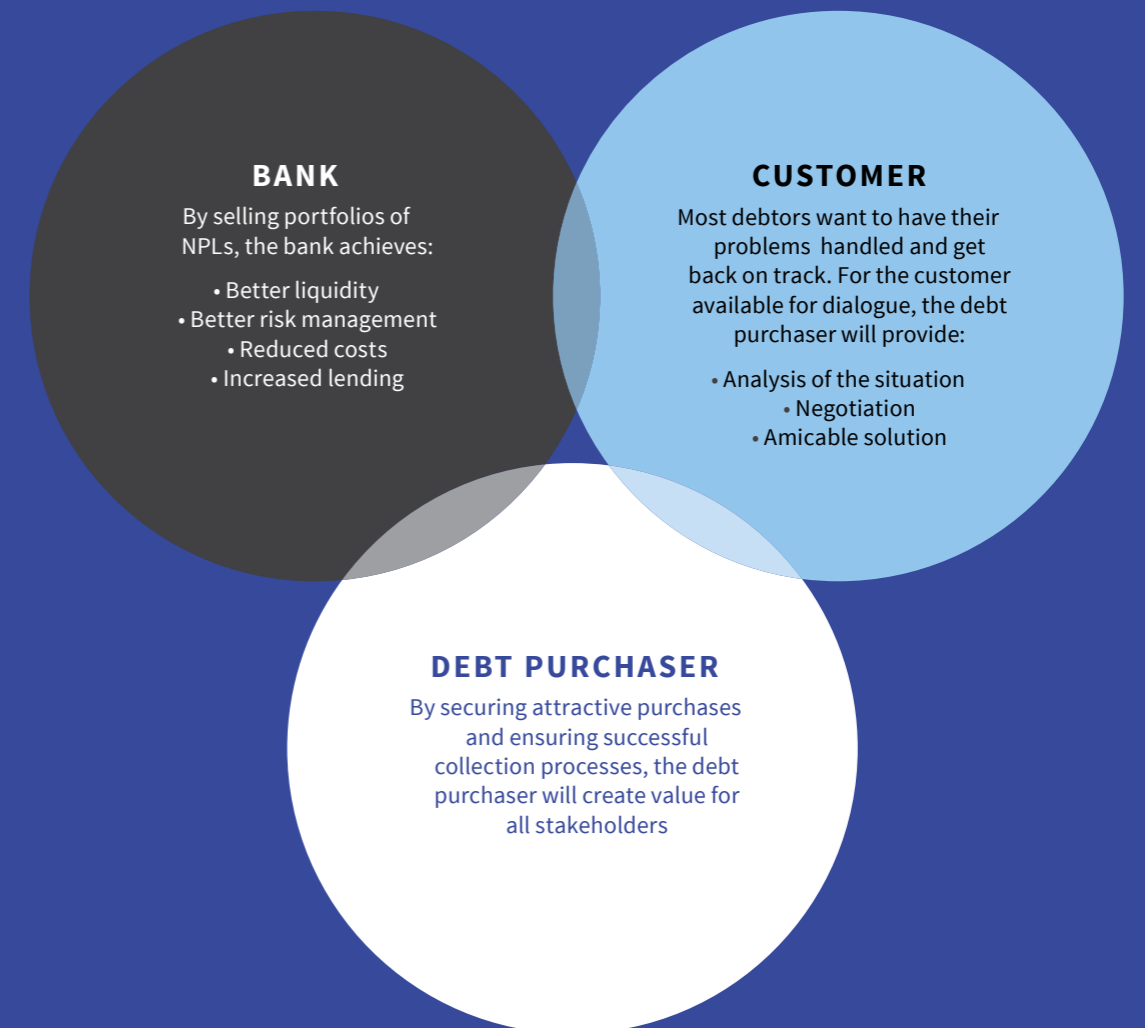 BANK
By selling portfolios of
NPLs, the bank achieves:
• Better liquidity
• Better risk management
• Reduced costs
• Increased lending
CUSTOMER
Most debtors want to have their
problems handled and get
back on track. For the customer
available for dialogue, the debt
purchaser will provide:
• Analysis of the situation
• Negotiation
• Amicable solution
DEBT PURCHASER
By securing attractive purchases
and ensuring successful
collection processes, the debt
purchaser will create value for
all stakeholders